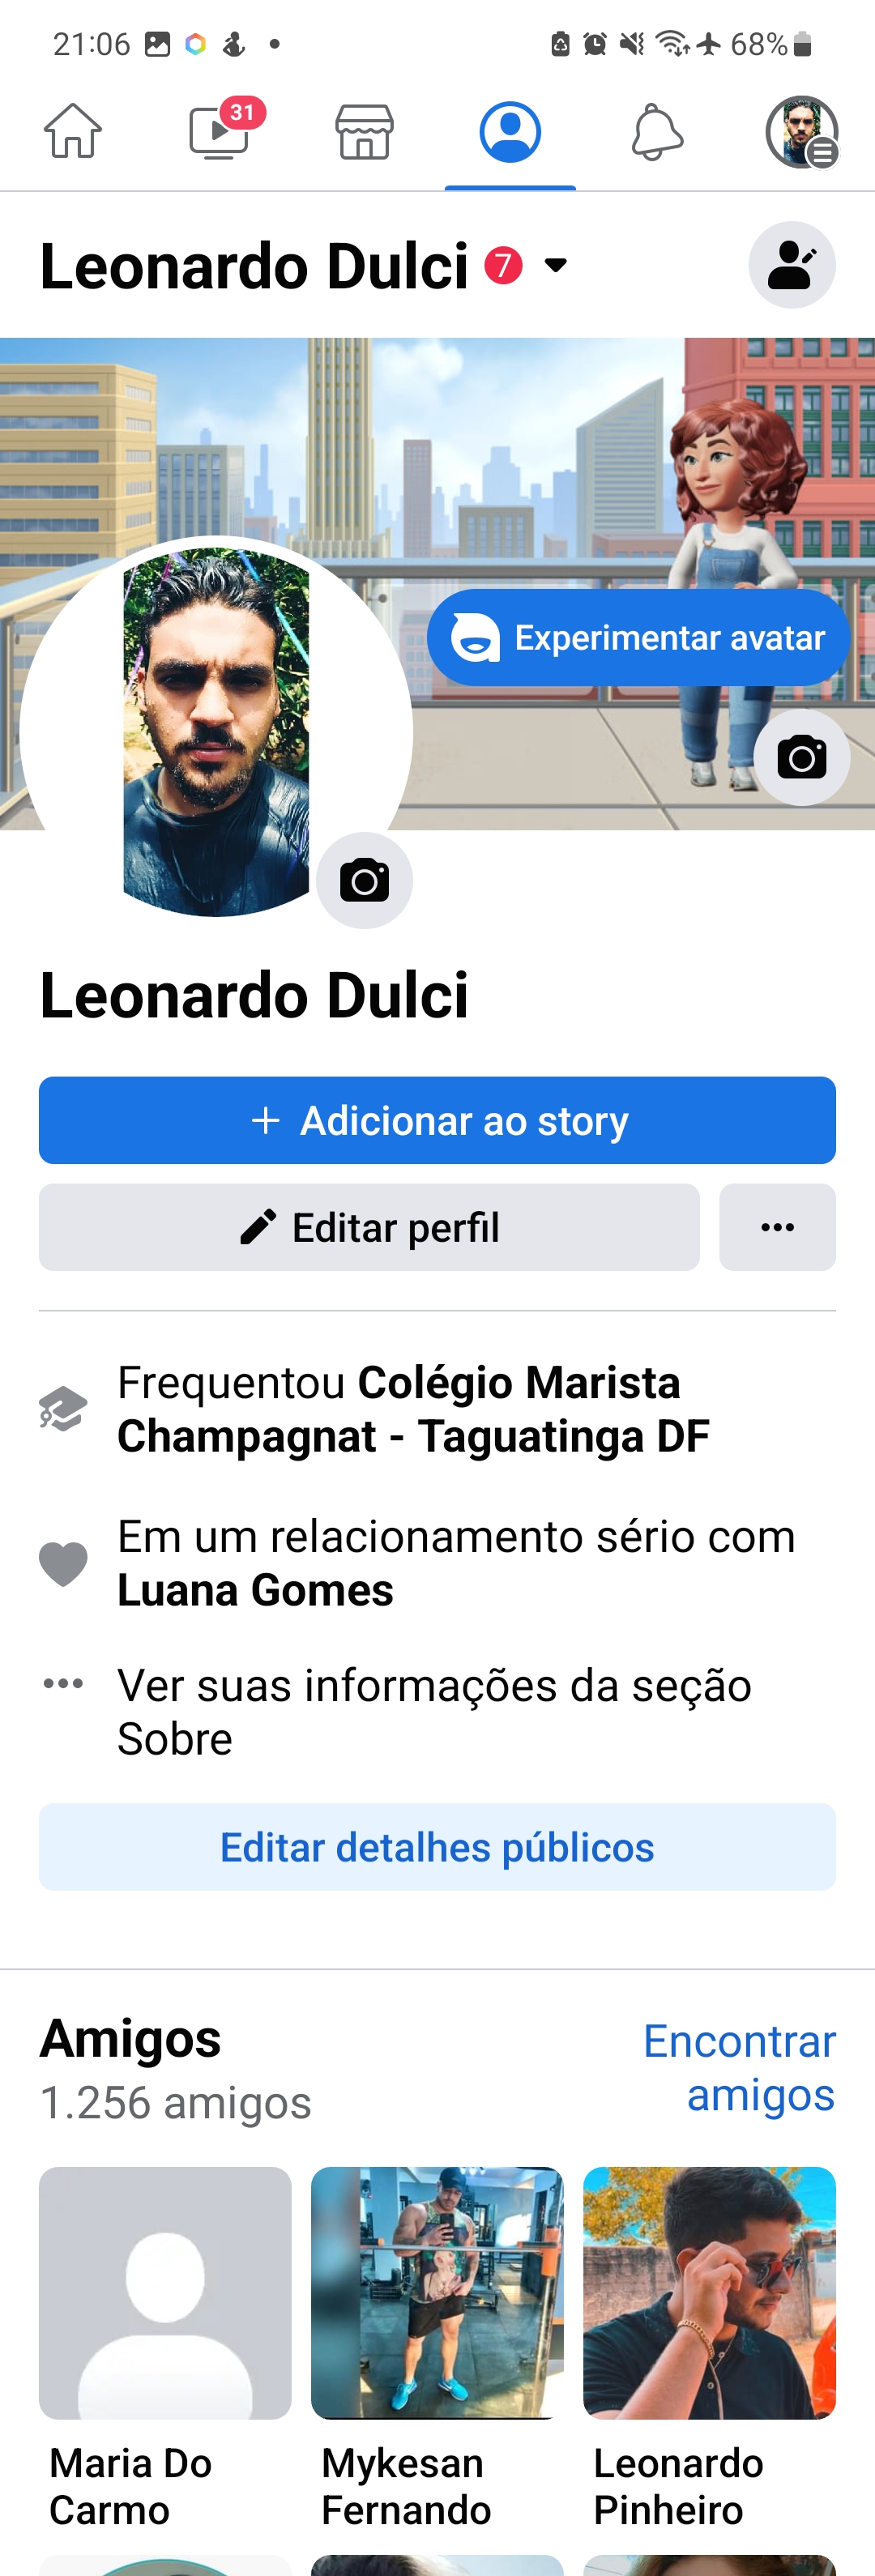 21:06 68%
31
Leonardo Dulci 7
Experimentar avatar
Leonardo Dulci
+ Adicionar ao story
Editar perfil
Frequentou Colégio Marista
Champagnat - Taguatinga DF
Em um relacionamento sério com
Luana Gomes
Ver suas informações da seção
Sobre
Editar detalhes públicos
Amigos
1.256 amigos
Encontrar
amigos
Maria Do
Carmo
Mykesan
Fernando
Leonardo
Pinheiro